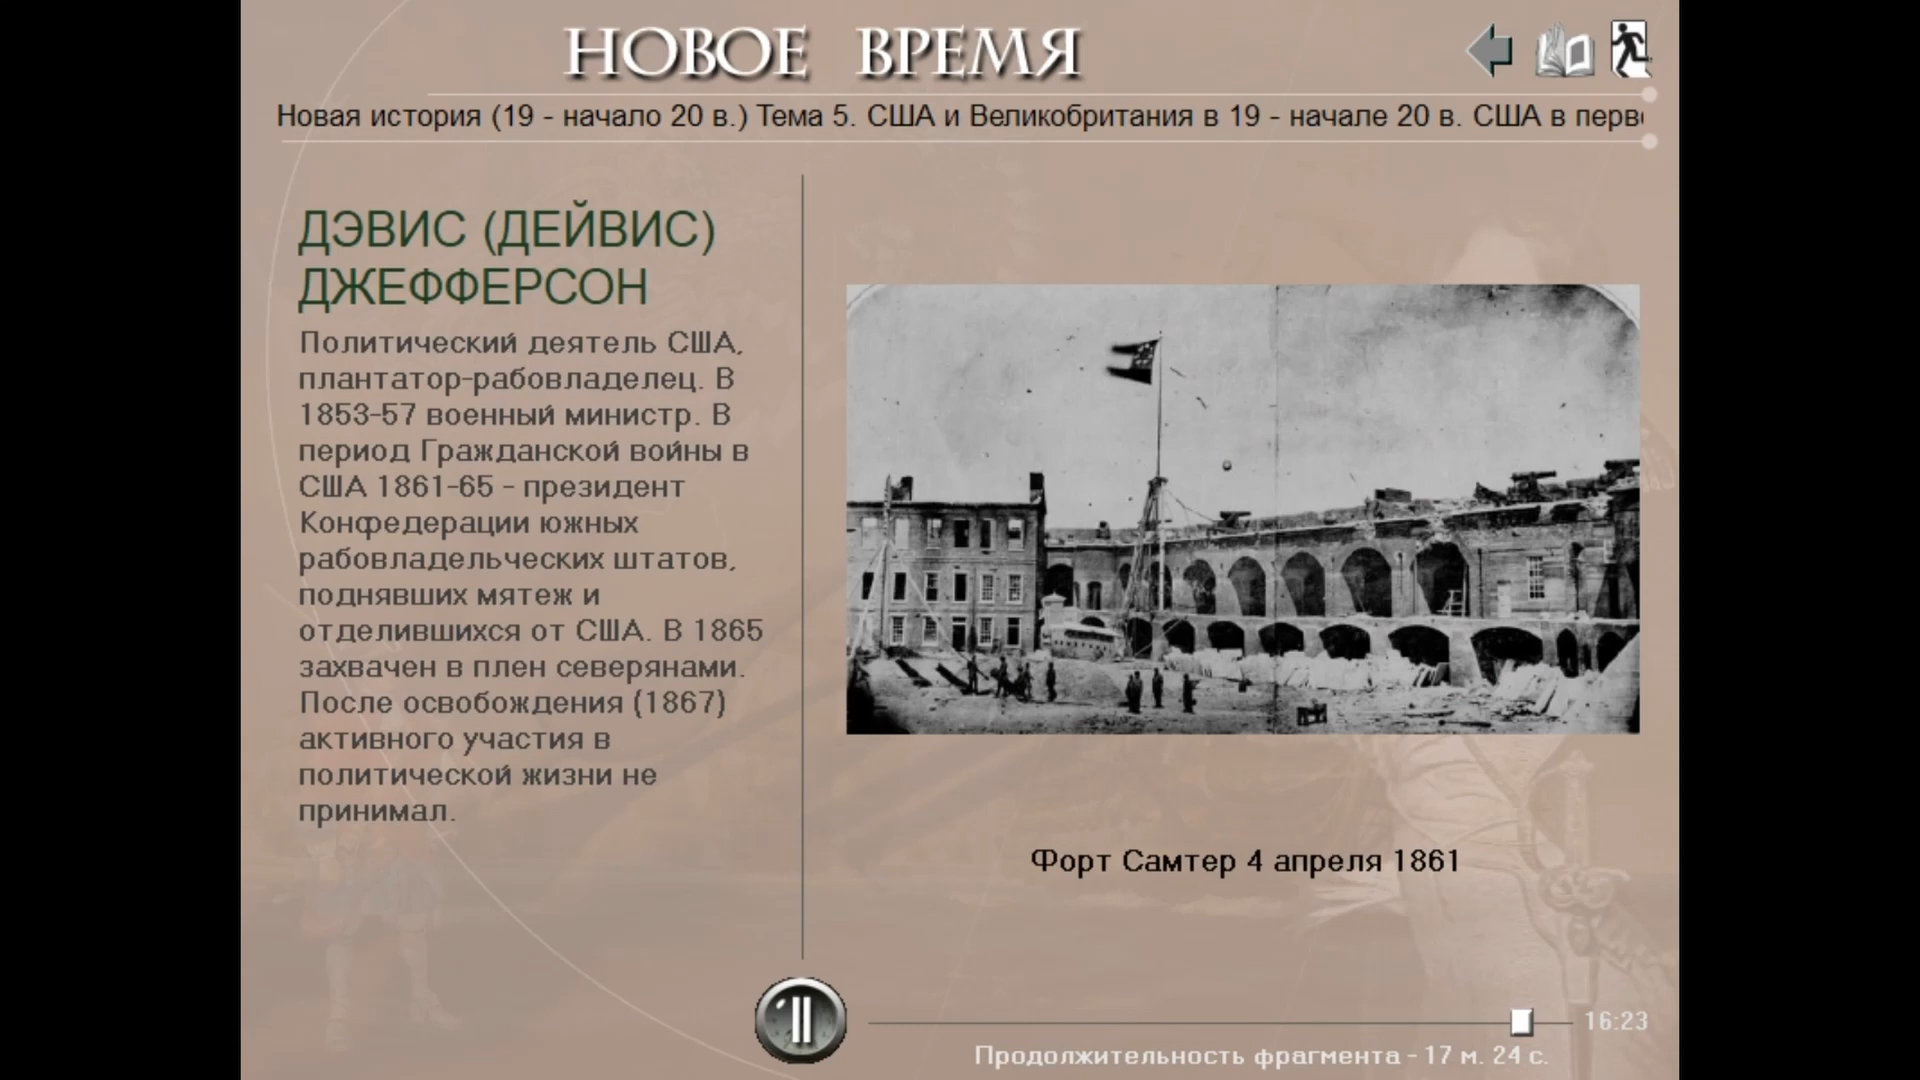 НОВОЕ ВРЕМЯ
Новая история (19 - начало 20 в.) Тема 5. США и Великобритания в 19 - начале 20 в. США в перво
ДЭВИС (ДЕЙВИС)
ДЖЕФФЕРСОН
Политический деятель США,
плантатор-рабовладелец. В
1853-57 военный министр. В
период Гражданской войны в
США 1861-65 - президент
Конфедерации южных
рабовладельческих штатов,
поднявших мятеж и
отделившихся от США. В 1865
захвачен в плен северянами.
После освобождения (1867)
активного участия в
политической жизни не
принимал.
Форт Самтер 4 апреля 1861
16:23
Продолжительность фрагмента - 17 м. 24 с.